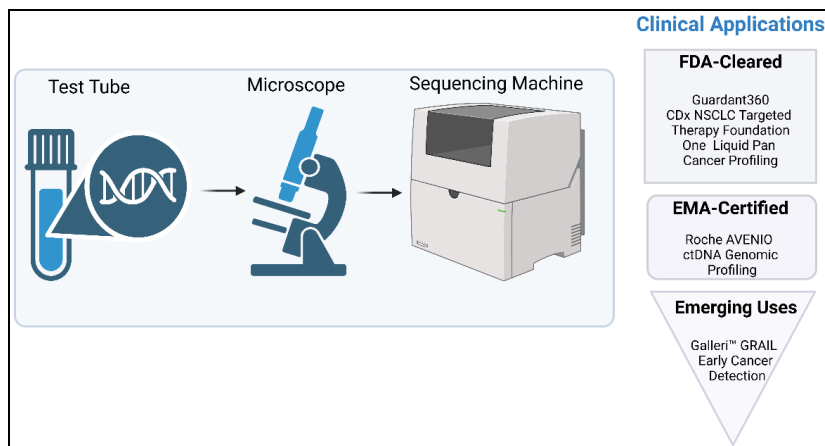 Clinical Applications
Test Tube
Microscope
Sequencing Machine
FDA-Cleared
Guardant360
CDx NSCLC Targeted
Therapy Foundation
One Liquid Pan
Cancer Profiling
EMA-Certified
Roche AVENIO
ctDNA Genomic
Profiling
Emerging Uses
Galleri™ GRAIL
Early Cancer
Detection